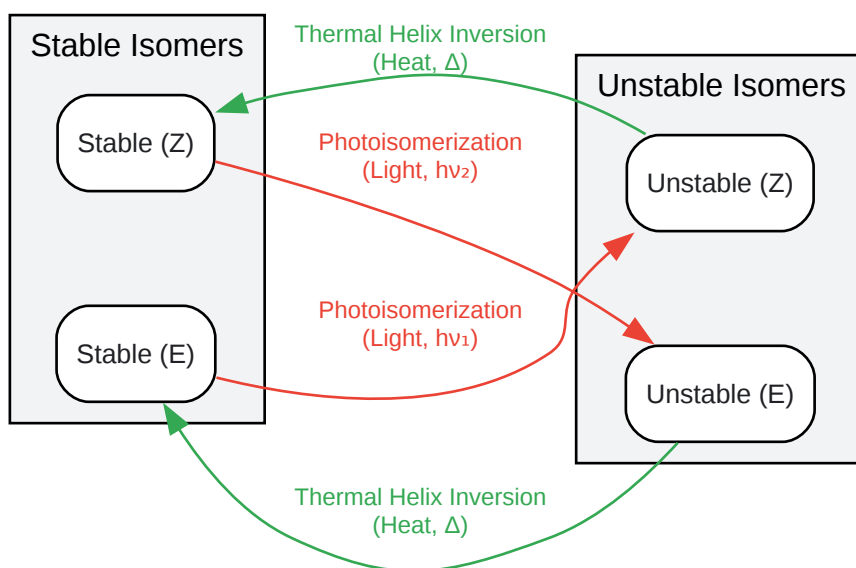 Stable Isomers
Thermal Helix Inversion
(Heat, Δ)
Unstable Isomers
Stable (Z)
Photoisomerization
(Light, hν₂)
Unstable (Z)
Stable (E)
Photoisomerization
(Light, hν₁)
Unstable (E)
Thermal Helix Inversion
(Heat, Δ)